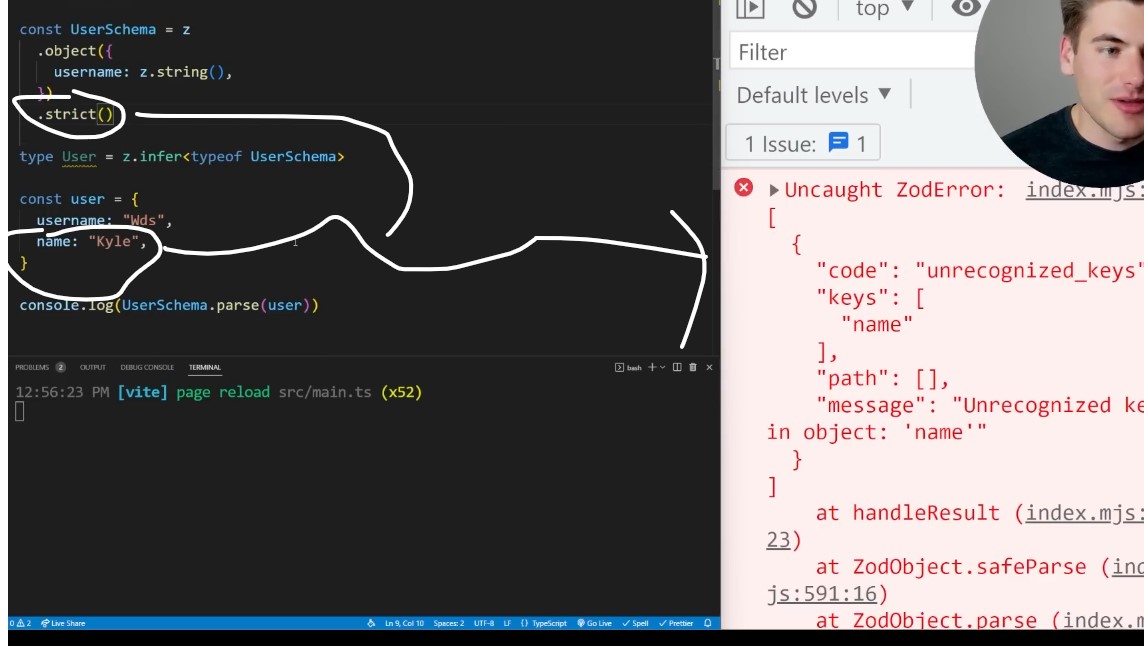 const UserSchema = z
.object({
username: z.string(),
})
.strict()
type User = z.infer<typeof UserSchema>
const user = {
username: "Wds",
name: "Kyle",
}
console.log(UserSchema.parse(user))
PROBLEMS 2 OUTPUT DEBUG CONSOLE TERMINAL
bash
12:56:23 PM [vite] page reload src/main.ts (x52)
0 2 Live Share
Ln 9, Col 10 Spaces: 2 UTF-8 LF {} TypeScript Go Live Spell Prettier
top
Filter
Default levels
1 Issue: 1
Uncaught ZodError: index.mjs:
[
{
"code": "unrecognized_keys"
"keys": [
"name"
],
"path": [],
"message": "Unrecognized ke
in object: 'name'"
}
]
at handleResult (index.mjs:
23)
at ZodObject.safeParse (ind
js:591:16)
at ZodObject.parse (index.m